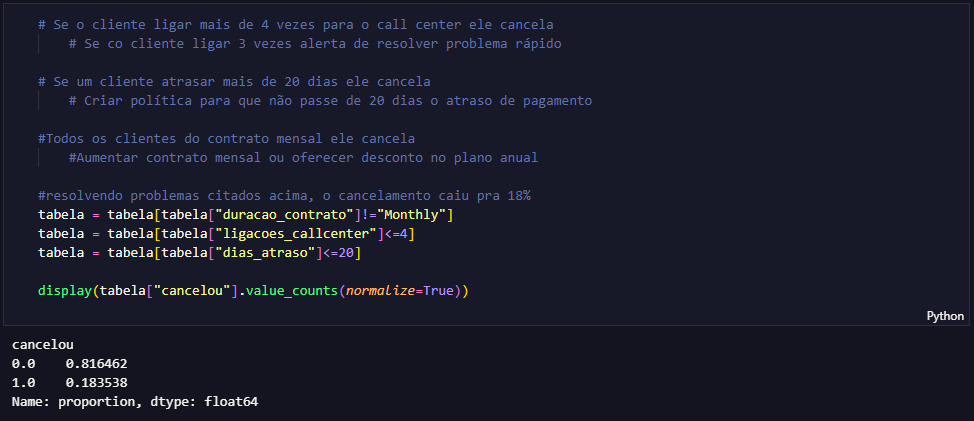 # Se o cliente ligar mais de 4 vezes para o call center ele cancela
# Se co cliente ligar 3 vezes alerta de resolver problema rápido
# Se um cliente atrasar mais de 20 dias ele cancela
# Criar política para que não passe de 20 dias o atraso de pagamento
#Todos os clientes do contrato mensal ele cancela
#Aumentar contrato mensal ou oferecer desconto no plano anual
#resolvendo problemas citados acima, o cancelamento caiu pra 18%
tabela = tabela[tabela["duracao_contrato"]!="Monthly"]
tabela = tabela[tabela["ligacoes_callcenter"]<=4]
tabela = tabela[tabela["dias_atraso"]<=20]
display(tabela["cancelou"].value_counts(normalize=True))
Python
cancelou
0.0    0.816462
1.0    0.183538
Name: proportion, dtype: float64